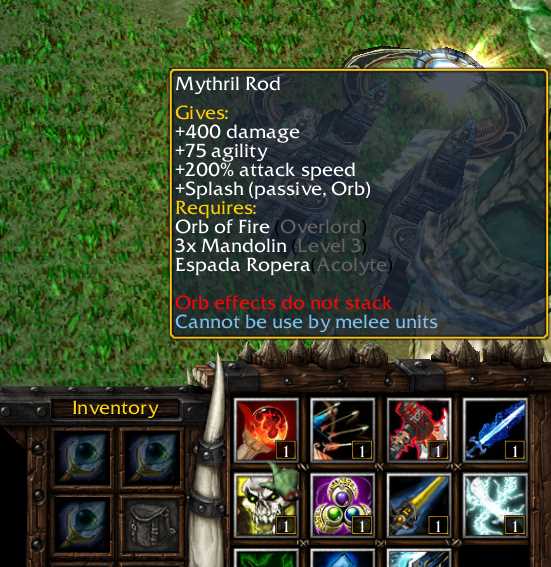 Mythril Rod
Gives:
+400 damage
+75 agility
+200% attack speed
+Splash (passive, Orb)
Requires:
Orb of Fire (Overlord)
3x Mandolin (Level 3)
Espada Ropera(Acolyte)
Orb effects do not stack
Cannot be use by melee units
Inventory
1 1 1 1
1 1 1 1